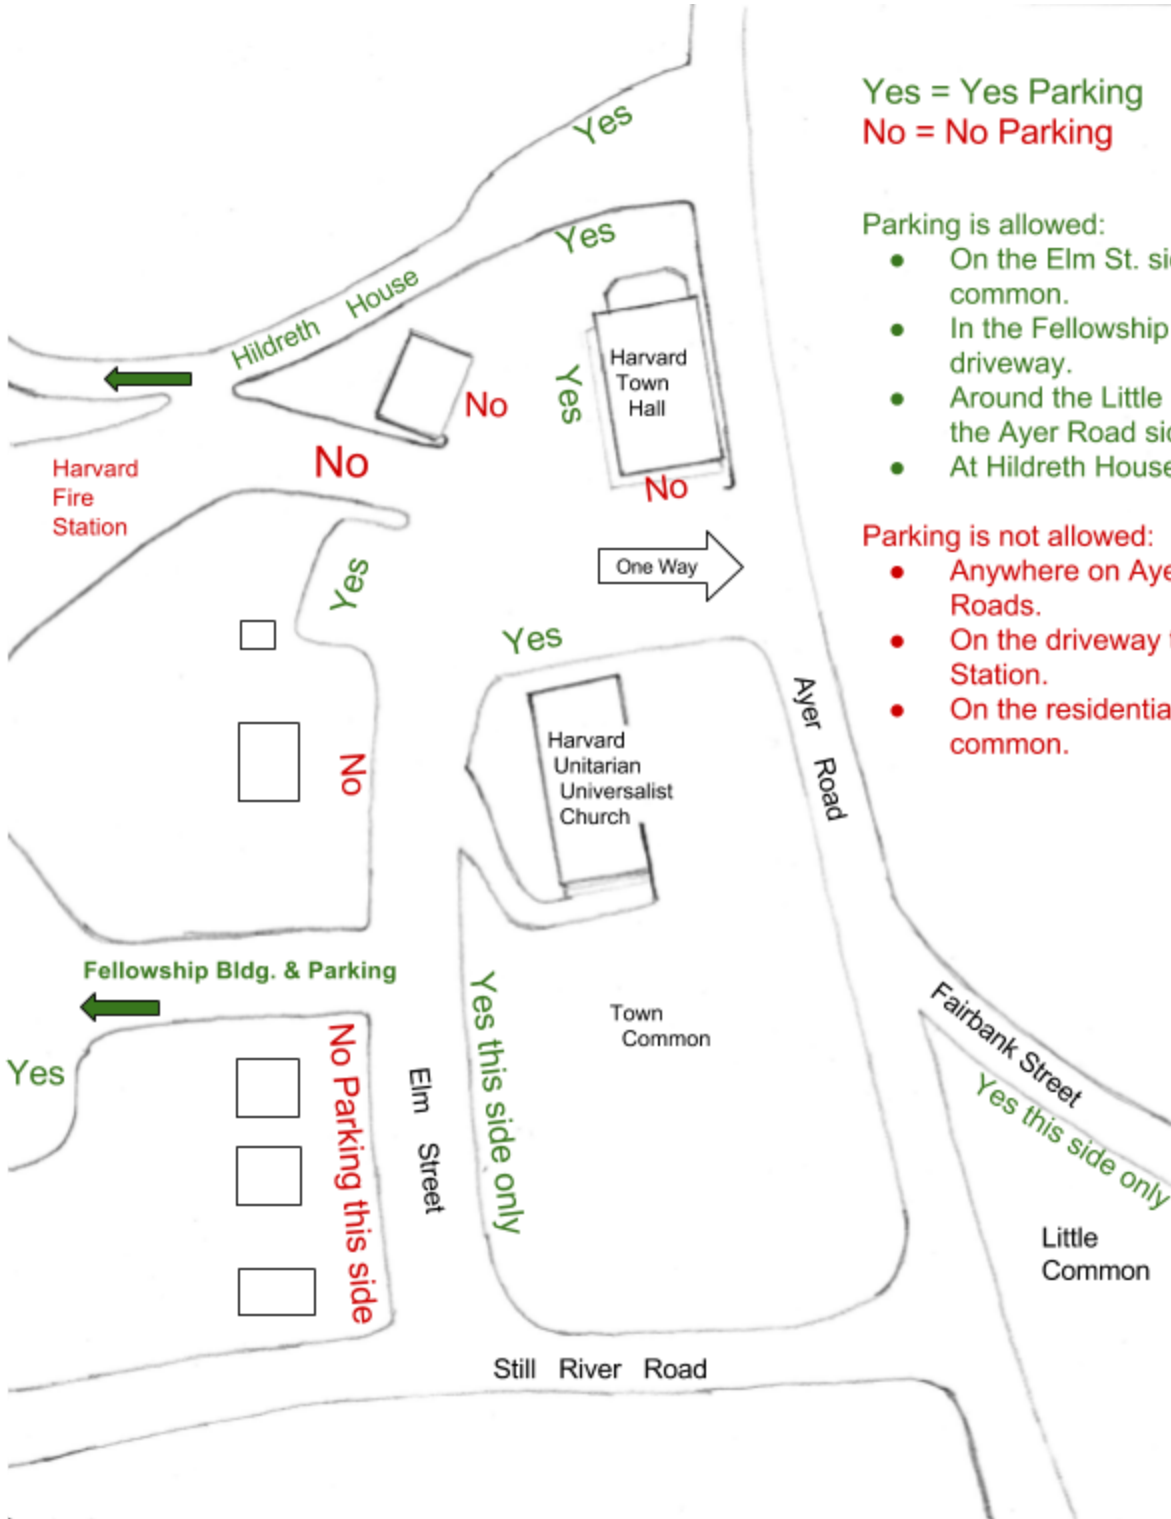 Yes = Yes Parking
No = No Parking
Parking is allowed:
● On the Elm St.
common.
● In the Fellowship
driveway.
● Around the Little
the Ayer Road
● At Hildreth House
Parking is not allowed:
● Anywhere on
Roads.
● On the driveway
Station.
● On the
common.
Yes
Yes
Hildreth House
Harvard
Town
Hall
Yes
No
No
No
Harvard
Fire
Station
One Way
Yes
Yes
Harvard
Unitarian
Universalist
Church
No
Ayer Road
Fellowship Bldg. & Parking
Yes
No Parking this side
Elm Street
Yes this side only
Town
Common
Fairbank Street
Yes this side only
Little
Common
Still River Road